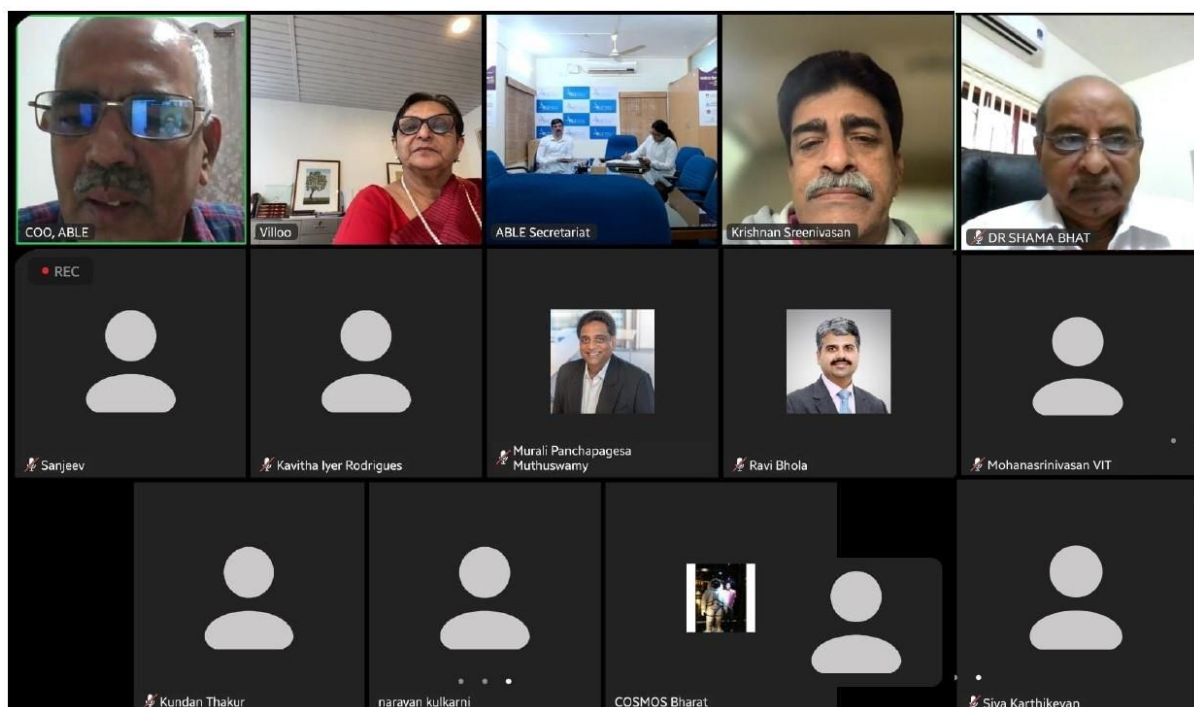 COO, ABLE
Villoo
ABLE Secretariat
Krishnan Sreenivasan
DR SHAMA BHAT
REC
Sanjeev
Kavitha Iyer Rodrigues
Murali Panchapagesa
Muthuswamy
Ravi Bhola
Mohanasrinivasan VIT
Kundan Thakur
narayan kulkarni
COSMOS Bharat
Siva Karthikeyan